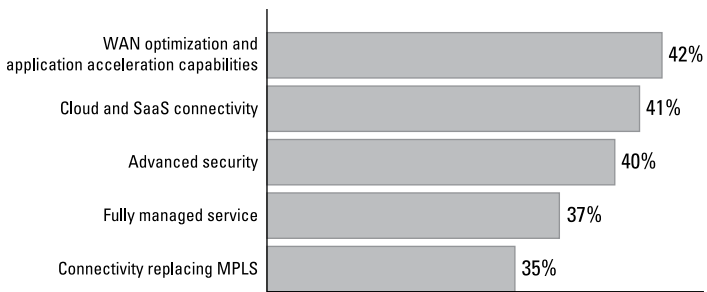 WAN optimization and
application acceleration capabilities
42%
Cloud and SaaS connectivity
41%
Advanced security
40%
Fully managed service
37%
Connectivity replacing MPLS
35%